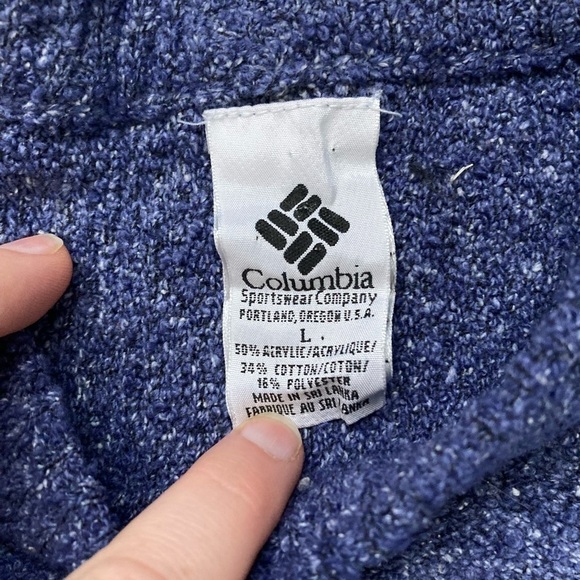 Columbia
Sportswear Company
PORTLAND, OREGON U.S.A.
L
50% ACRYLIC/ACRYLIQUE/
34% COTTON/COTON/
16% POLYESTER
MADE IN SRI LANKA
FABRIQUE AU SRI LANKA